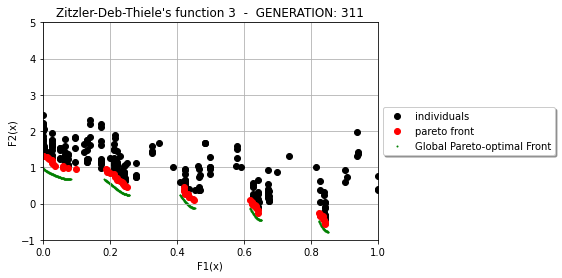 Zitzler-Deb-Thiele's function 3 - GENERATION: 311
5
4
3
2
1
0
−1
F2(x)
0.0 0.2 0.4 0.6 0.8 1.0
F1(x)
individuals
pareto front
Global Pareto-optimal Front